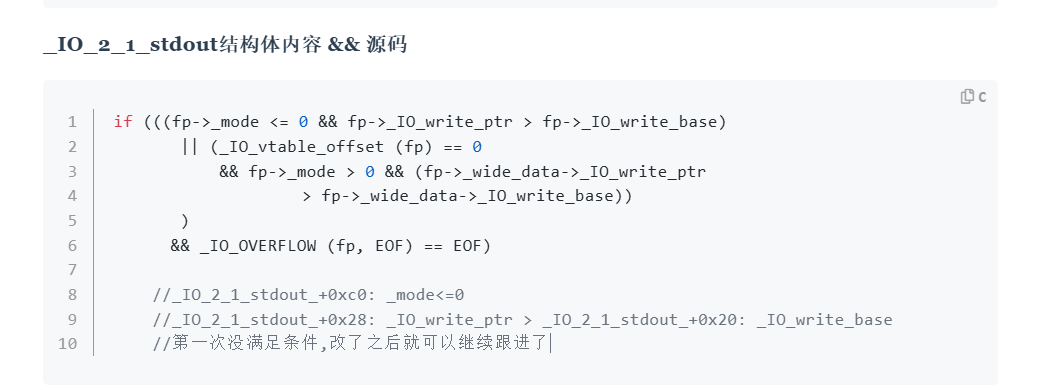 _IO_2_1_stdout结构体内容 && 源码
C
1 if (((fp->_mode <= 0 && fp->_IO_write_ptr > fp->_IO_write_base)
2 || (_IO_vtable_offset (fp) == 0
3 && fp->_mode > 0 && (fp->_wide_data->_IO_write_ptr
4 > fp->_wide_data->_IO_write_base))
5 )
6 && _IO_OVERFLOW (fp, EOF) == EOF)
7
8 //_IO_2_1_stdout_+0xc0: _mode<=0
9 //_IO_2_1_stdout_+0x28: _IO_write_ptr > _IO_2_1_stdout_+0x20: _IO_write_base
10 //第一次没满足条件,改了之后就可以继续跟进了